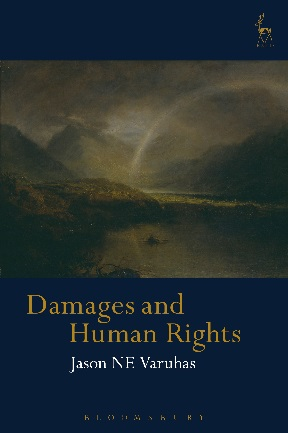 Damages and
Human Rights
Jason NE Varuhas
BLOOMSBURY